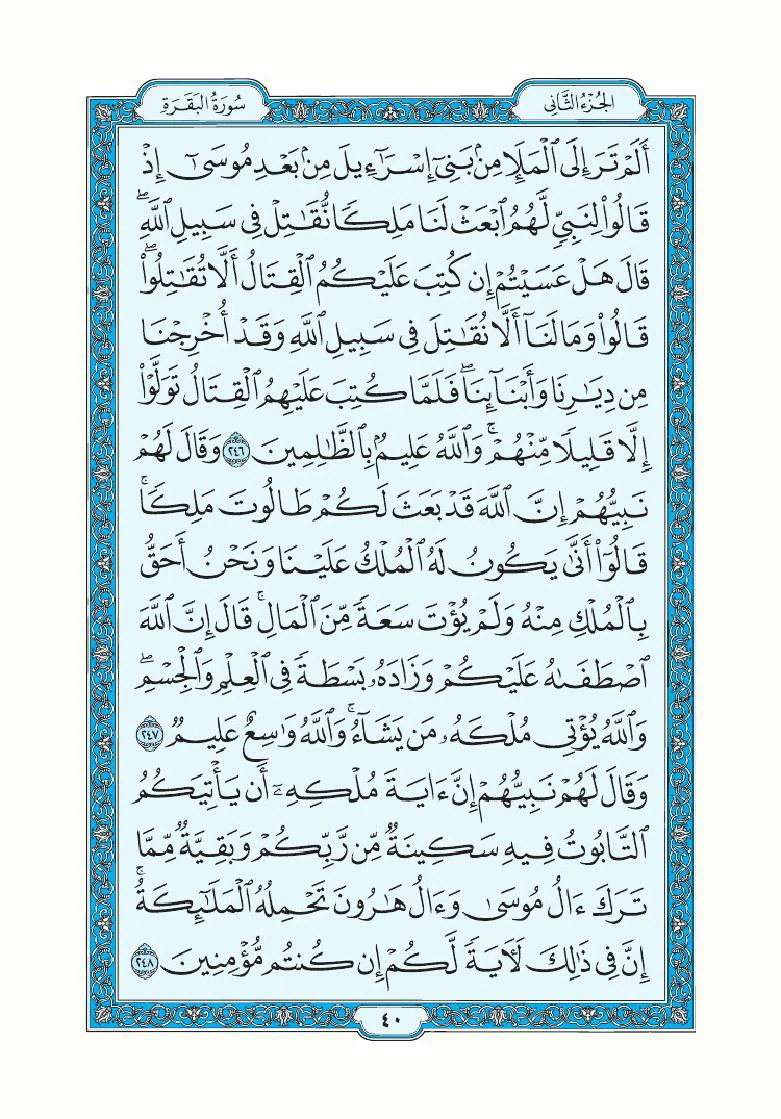 الجُزْءُ الثَّانِي
سُورَةُ البَقَرَةِ
أَلَمْ تَرَ إِلَى ٱلْمَلَإِ مِنۢ بَنِىٓ إِسْرَٰٓءِيلَ مِنۢ بَعْدِ مُوسَىٰٓ إِذْ
قَالُوا۟ لِنَبِىٍّ لَّهُمُ ٱبْعَثْ لَنَا مَلِكًا نُّقَٰتِلْ فِى سَبِيلِ ٱللَّهِ ۖ
قَالَ هَلْ عَسَيْتُمْ إِن كُتِبَ عَلَيْكُمُ ٱلْقِتَالُ أَلَّا تُقَٰتِلُوا۟ ۖ
قَالُوا۟ وَمَا لَنَآ أَلَّا نُقَٰتِلَ فِى سَبِيلِ ٱللَّهِ وَقَدْ أُخْرِجْنَا
مِن دِيَٰرِنَا وَأَبْنَآئِنَا ۖ فَلَمَّا كُتِبَ عَلَيْهِمُ ٱلْقِتَالُ تَوَلَّوْا۟
إِلَّا قَلِيلًا مِّنْهُمْ ۗ وَٱللَّهُ عَلِيمٌۢ بِٱلظَّٰلِمِينَ ٢٤٦ وَقَالَ لَهُمْ
نَبِيُّهُمْ إِنَّ ٱللَّهَ قَدْ بَعَثَ لَكُمْ طَالُوتَ مَلِكًا ۚ
قَالُوٓا۟ أَنَّىٰ يَكُونُ لَهُ ٱلْمُلْكُ عَلَيْنَا وَنَحْنُ أَحَقُّ
بِٱلْمُلْكِ مِنْهُ وَلَمْ يُؤْتَ سَعَةً مِّنَ ٱلْمَالِ ۚ قَالَ إِنَّ ٱللَّهَ
ٱصْطَفَىٰهُ عَلَيْكُمْ وَزَادَهُۥ بَسْطَةً فِى ٱلْعِلْمِ وَٱلْجِسْمِ ۖ
وَٱللَّهُ يُؤْتِى مُلْكَهُۥ مَن يَشَآءُ ۚ وَٱللَّهُ وَٰسِعٌ عَلِيمٌ ٢٤٧
وَقَالَ لَهُمْ نَبِيُّهُمْ إِنَّ ءَايَةَ مُلْكِهِۦٓ أَن يَأْتِيَكُمُ
ٱلتَّابُوتُ فِيهِ سَكِينَةٌ مِّن رَّبِّكُمْ وَبَقِيَّةٌ مِّمَّا
تَرَكَ ءَالُ مُوسَىٰ وَءَالُ هَٰرُونَ تَحْمِلُهُ ٱلْمَلَٰٓئِكَةُ ۚ
إِنَّ فِى ذَٰلِكَ لَءَايَةً لَّكُمْ إِن كُنتُم مُّؤْمِنِينَ ٢٤٨
٤٠